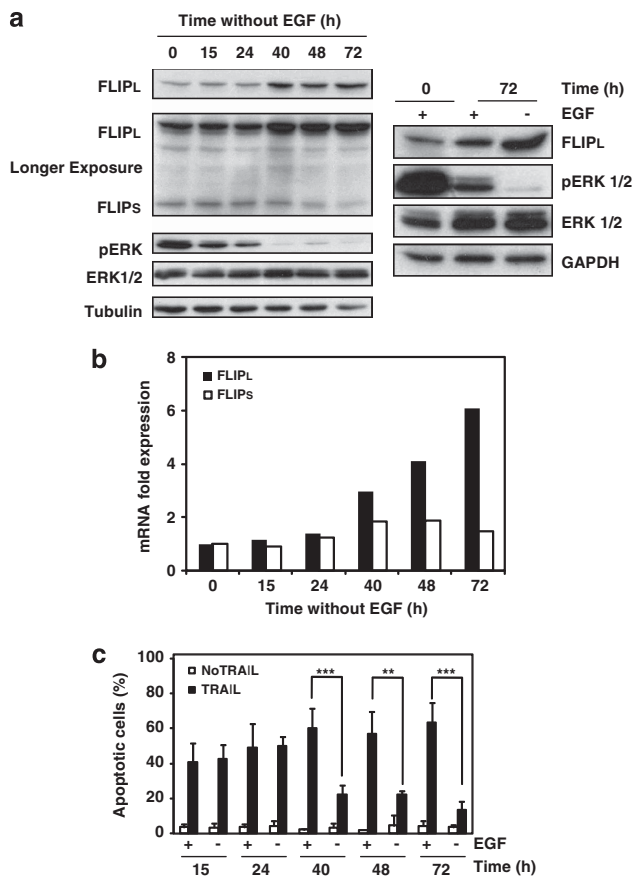 a
Time without EGF (h)
0 15 24 40 48 72
FLIPL
FLIPL
Longer Exposure
FLIPS
pERK
ERK1/2
Tubulin
0 72 Time (h)
+ + - EGF
FLIPL
pERK 1/2
ERK 1/2
GAPDH
b
mRNA fold expression
8
6
4
2
0
FLIPL
FLIPS
0 15 24 40 48 72
Time without EGF (h)
c
Apoptotic cells (%)
100
80
60
40
20
0
NoTRAIL
TRAIL
*** ** ***
+ - + - + - + - + - EGF
15 24 40 48 72 Time (h)